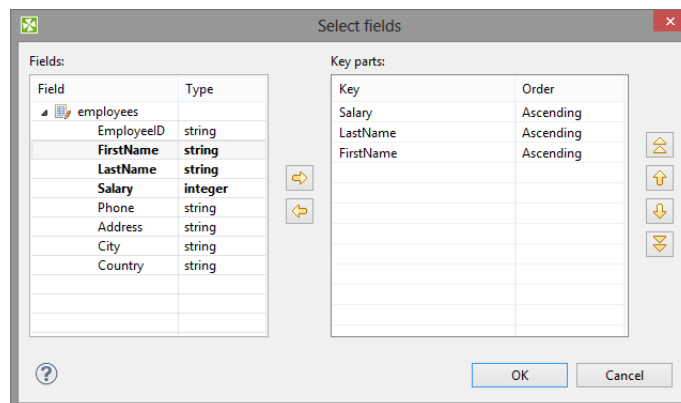 Select fields
Fields:
Key parts:
Field Type
employees
EmployeeID string
FirstName string
LastName string
Salary integer
Phone string
Address string
City string
Country string
Key Order
Salary Ascending
LastName Ascending
FirstName Ascending
OK
Cancel